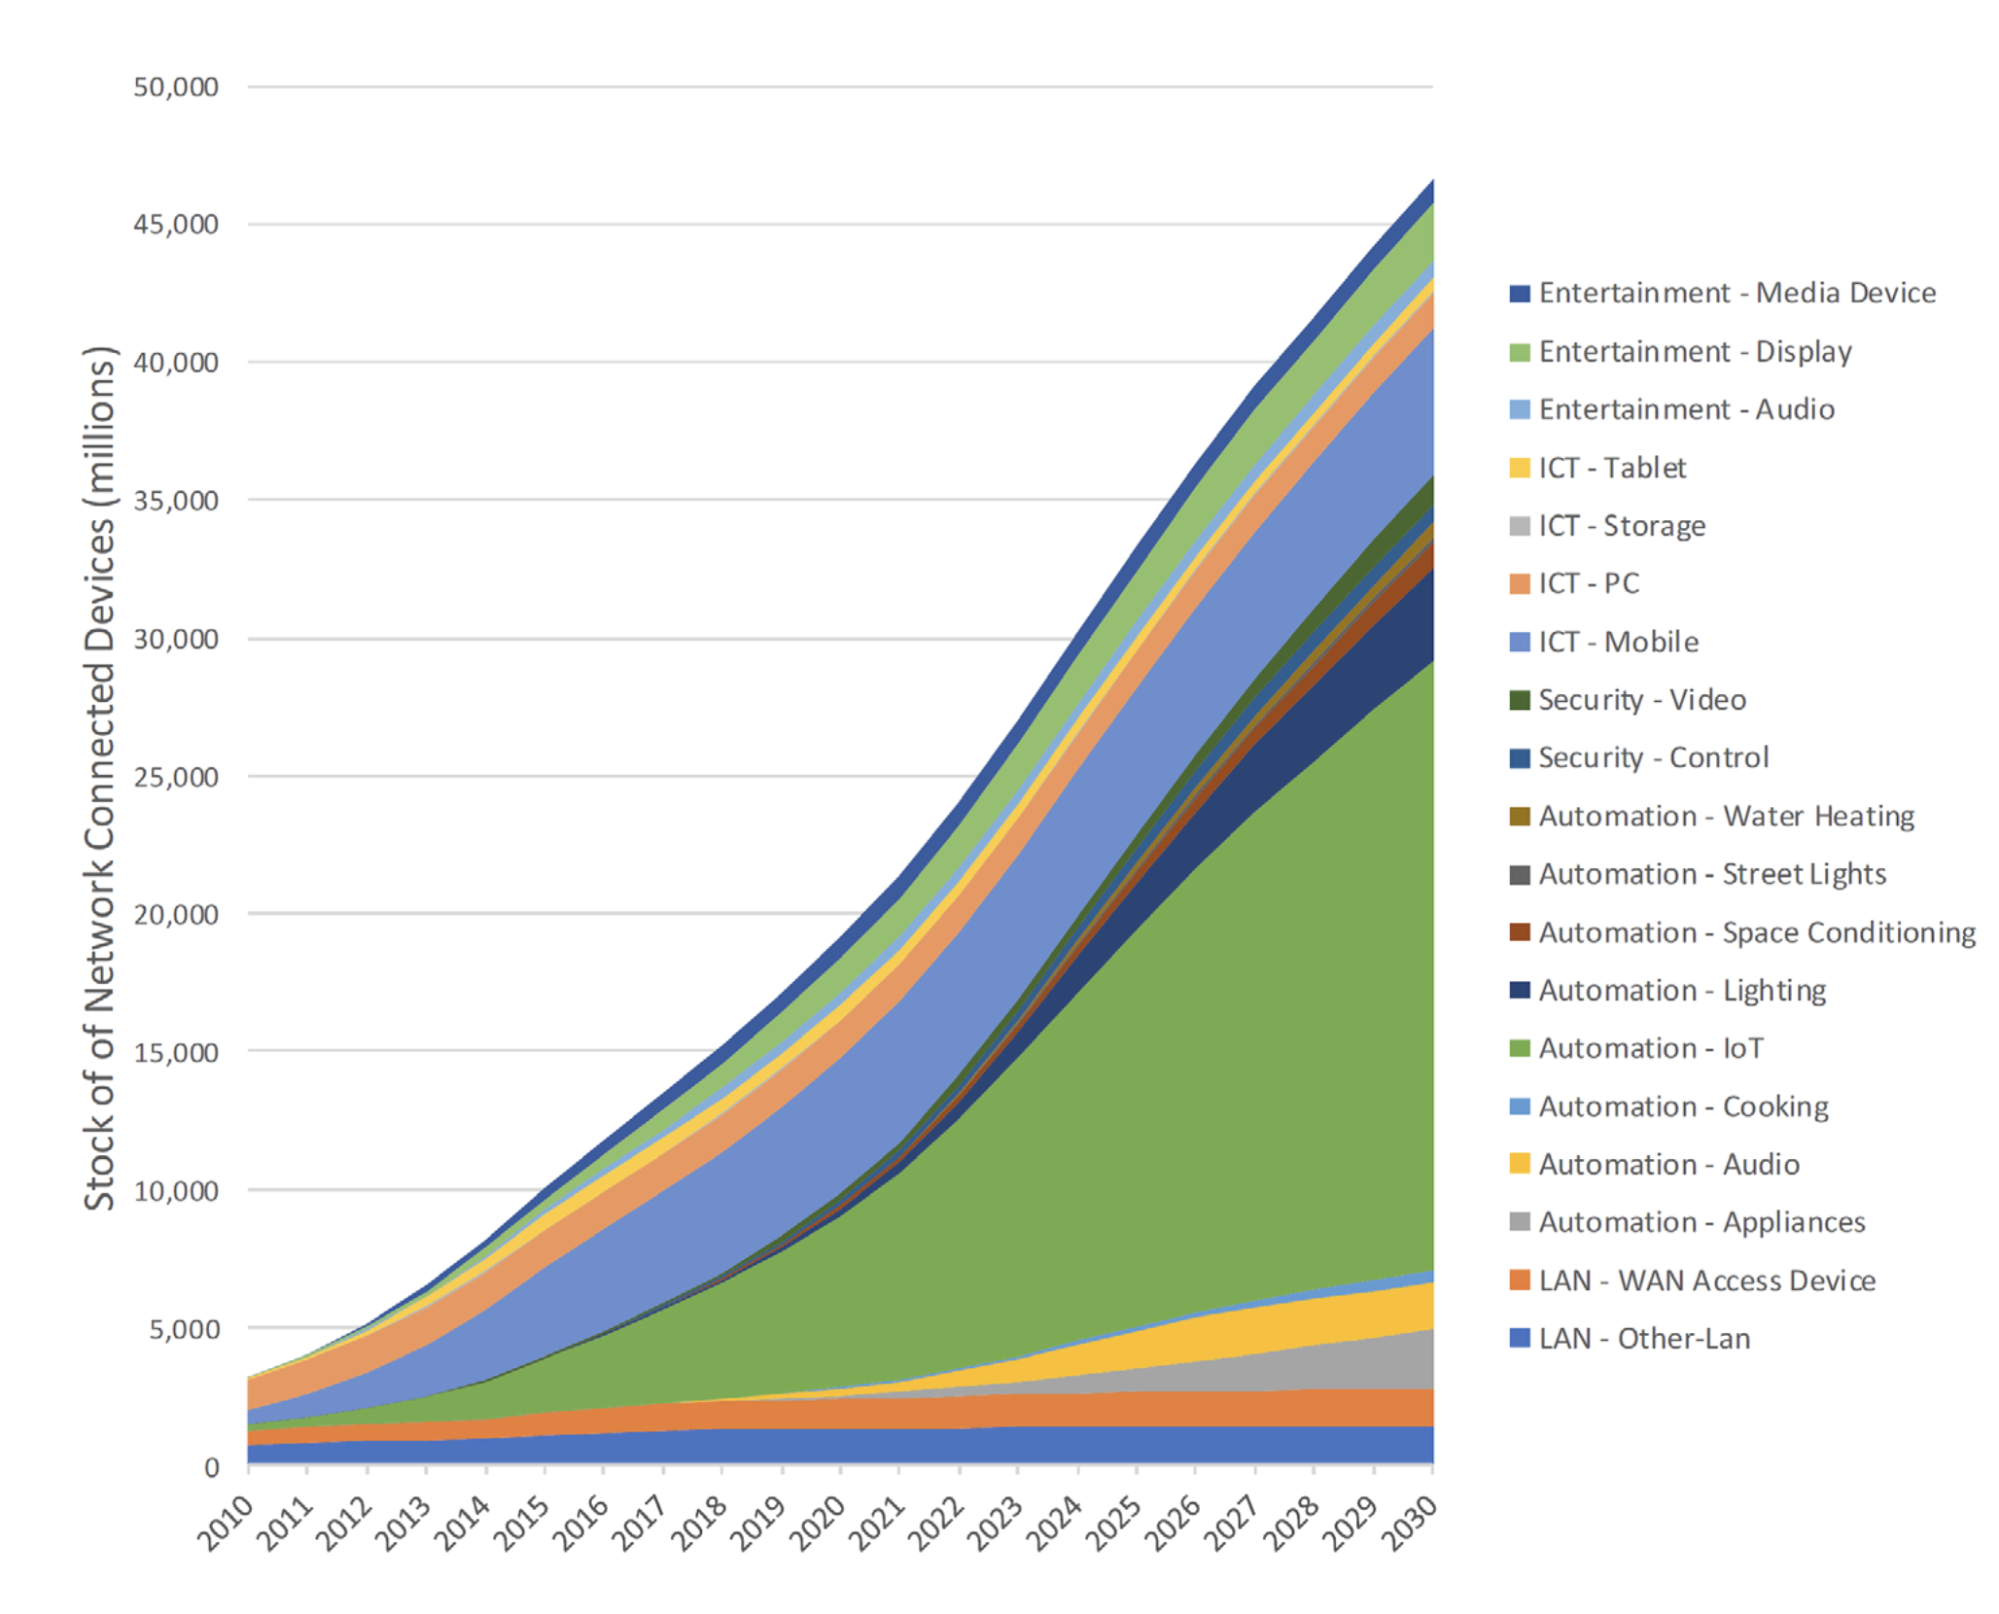 Stock of of Network Connected Devices (millions)
50,000
45,000
40,000
35,000
30,000
25,000
20,000
15,000
10,000
5,000
0
2010
2011
2012
2013
2014
2015
2016
2017
2018
2019
2020
2021
2022
2023
2024
2025
2026
2027
2028
2029
2030
Entertainment - Media Device
Entertainment - Display
Entertainment - Audio
ICT - Tablet
ICT - Storage
ICT - PC
ICT - Mobile
Security - Video
Security - Control
Automation - Water Heating
Automation - Street Lights
Automation - Space Conditioning
Automation - Lighting
Automation - IoT
Automation - Cooking
Automation - Audio
Automation - Appliances
LAN - WAN Access Device
LAN - Other-Lan